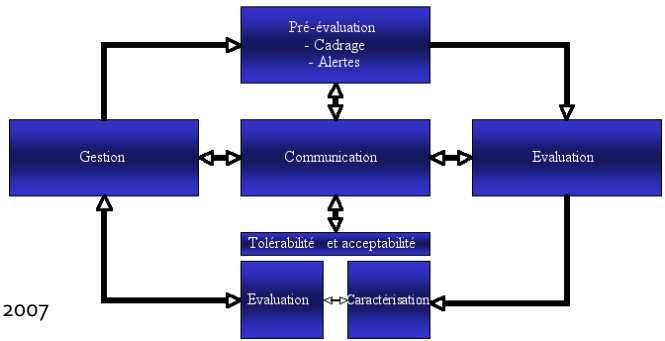 Pré-évaluation
- Cadrage
- Alertes
Gestion
Communication
Evaluation
Tolérabilité et acceptabilité
Evaluation
Caractérisation
2007